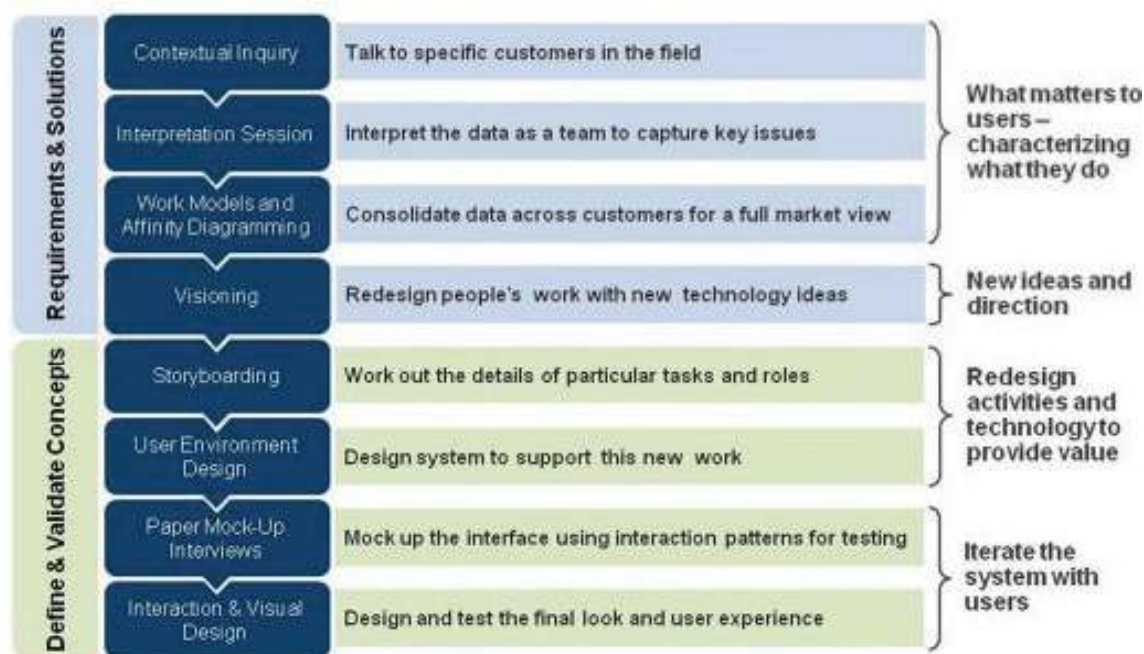 Requirements & Solutions
Contextual Inquiry
Talk to specific customers in the field
Interpretation Session
Interpret the data as a team to capture key issues
Work Models and
Affinity Diagramming
Consolidate data across customers for a full market view
What matters to
users –
characterizing
what they do
Visioning
Redesign people's work with new technology ideas
New ideas and
direction
Define & Validate Concepts
Storyboarding
Work out the details of particular tasks and roles
User Environment
Design
Design system to support this new work
Redesign
activities and
technology to
provide value
Paper Mock-Up
Interviews
Mock up the interface using interaction patterns for testing
Interaction & Visual
Design
Design and test the final look and user experience
Iterate the
system with
users